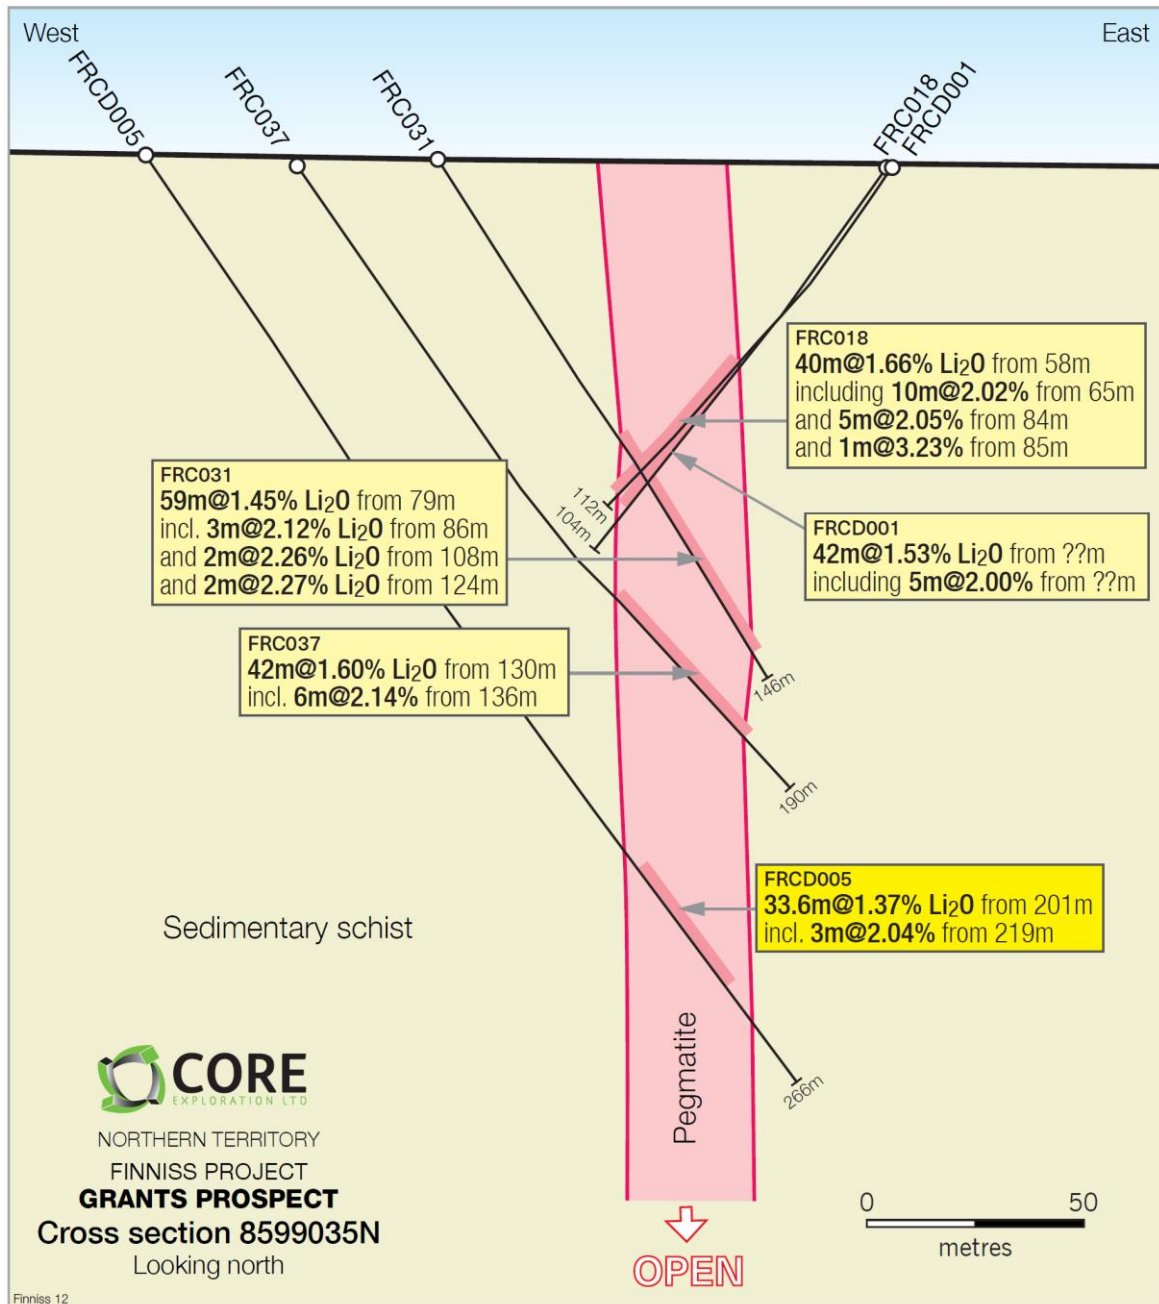 West
East
FRCD005
FRC037
FRC031
FRC018
FRCD001
FRC018
40m@1.66% Li₂O from 58m
including 10m@2.02% from 65m
and 5m@2.05% from 84m
and 1m@3.23% from 85m
FRC031
59m@1.45% Li₂O from 79m
incl. 3m@2.12% Li₂O from 86m
and 2m@2.26% Li₂O from 108m
and 2m@2.27% Li₂O from 124m
112m
104m
FRCD001
42m@1.53% Li₂O from ??m
including 5m@2.00% from ??m
FRC037
42m@1.60% Li₂O from 130m
incl. 6m@2.14% from 136m
146m
190m
FRCD005
33.6m@1.37% Li₂O from 201m
incl. 3m@2.04% from 219m
Sedimentary schist
Pegmatite
266m
CORE
EXPLORATION LTD
NORTHERN TERRITORY
FINNISS PROJECT
GRANTS PROSPECT
Cross section 8599035N
Looking north
0 50
metres
OPEN
Finniss 12